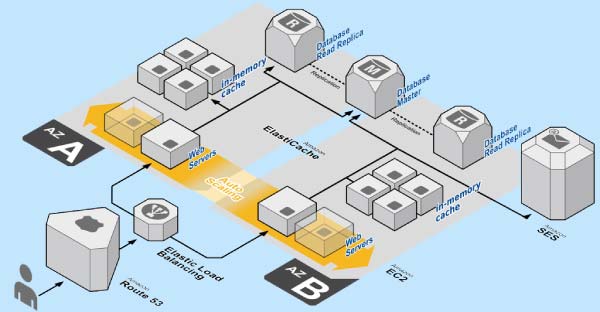 R
Database
Read Replica
in-memory
cache
Replication
M
Database
Master
Replication
R
Database
Read Replica
AZ
A
Web
Servers
Amazon
ElastiCache
Auto
Scaling
in-memory
cache
Amazon
SES
Web
Servers
Elastic Load
Balancing
AZ
B
Amazon
EC2
Amazon
Route 53